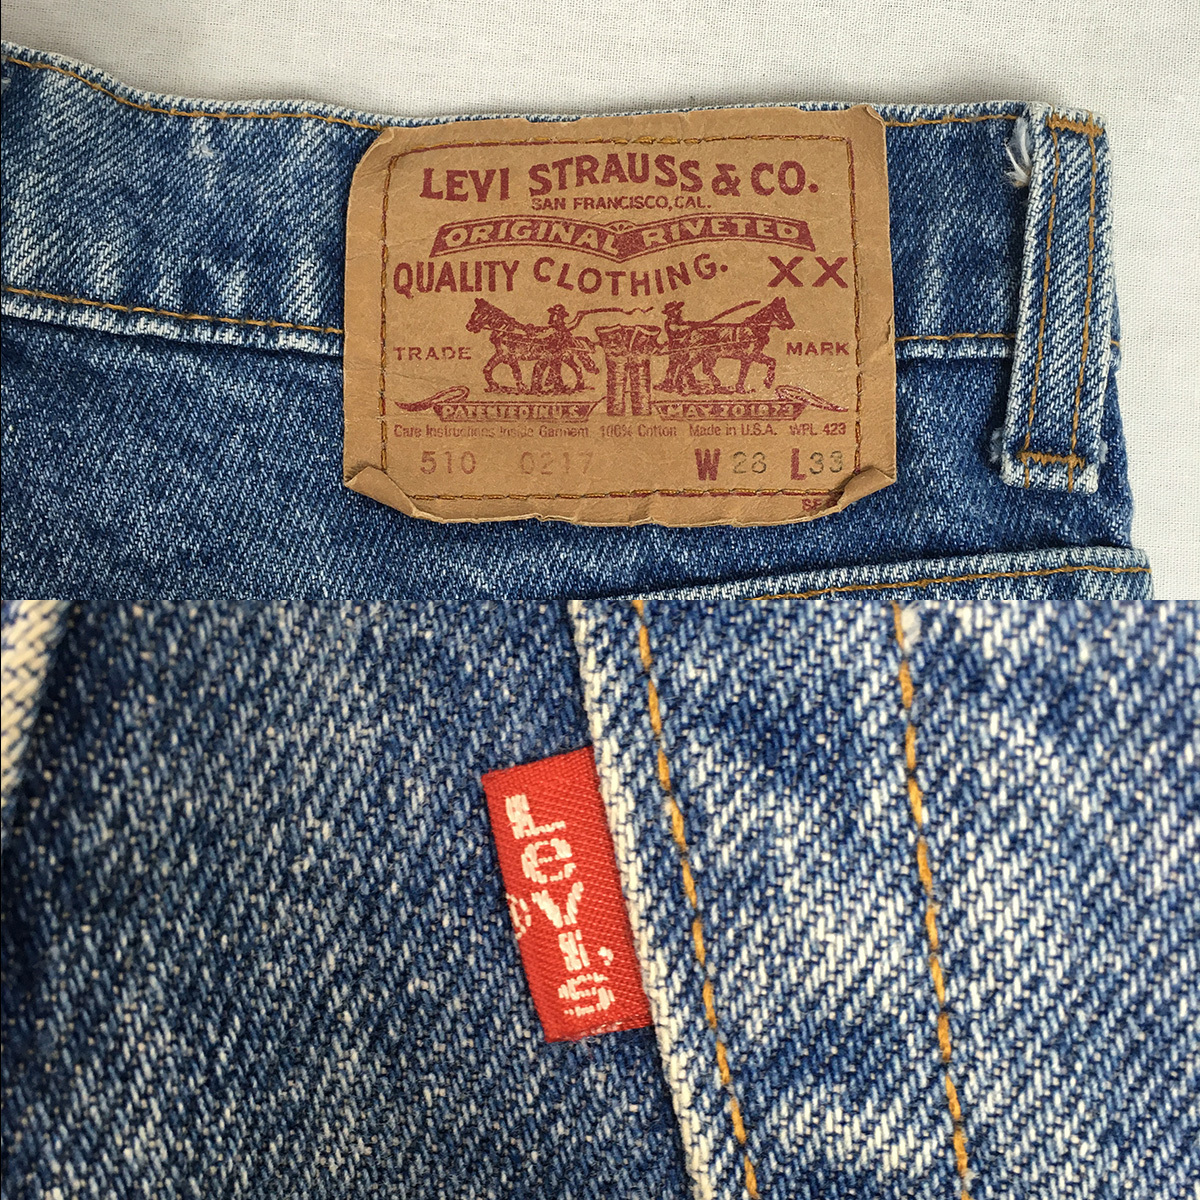 LEVI STRAUSS & CO.
SAN FRANCISCO, CAL.
ORIGINAL RIVETED
QUALITY CLOTHING. XX
TRADE MARK
PATENTED IN U.S. MAY 20 1873
Care Instructions Inside Garment 100% Cotton Made in U.S.A. WPL 423
510 0217 W 28 L 33
LeVi's
®